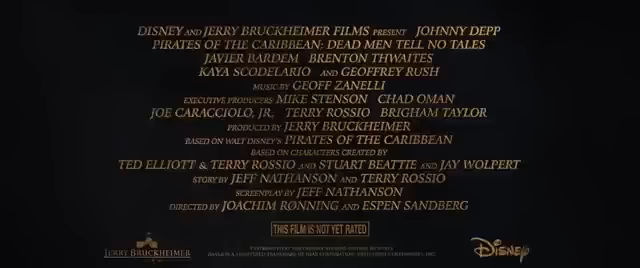 DISNEY AND JERRY BRUCKHEIMER FILMS PRESENT JOHNNY DEPP
PIRATES OF THE CARIBBEAN: DEAD MEN TELL NO TALES
JAVIER BARDEM BRENTON THWAITES
KAYA SCODELARIO AND GEOFFREY RUSH
MUSIC BY GEOFF ZANELLI
EXECUTIVE PRODUCERS MIKE STENSON CHAD OMAN
JOE CARACCIOLO, JR. TERRY ROSSIO BRIGHAM TAYLOR
PRODUCED BY JERRY BRUCKHEIMER
BASED ON WALT DISNEY'S PIRATES OF THE CARIBBEAN
BASED ON CHARACTERS CREATED BY
TED ELLIOTT & TERRY ROSSIO AND STUART BEATTIE AND JAY WOLPERT
STORY BY JEFF NATHANSON AND TERRY ROSSIO
SCREENPLAY BY JEFF NATHANSON
DIRECTED BY JOACHIM RØNNING AND ESPEN SANDBERG
THIS FILM IS NOT YET RATED
JERRY BRUCKHEIMER
DISNEY